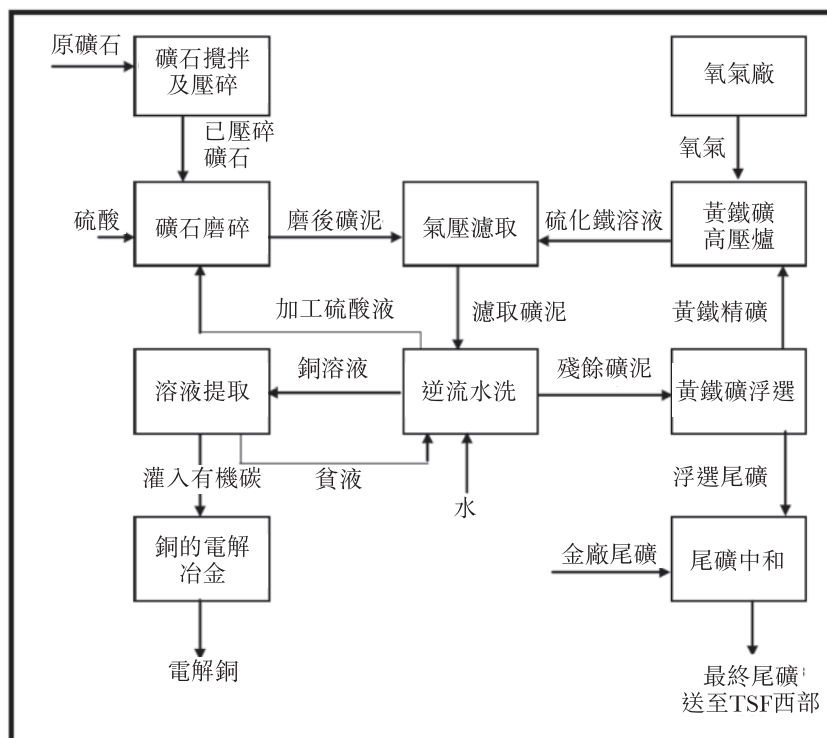 原礦石
礦石攪拌
及壓碎
氧氣廠
已壓碎
礦石
氧氣
硫酸
礦石磨碎
磨後礦泥
氣壓濾取
硫化鐵溶液
黃鐵礦
高壓爐
加工硫酸液
濾取礦泥
黃鐵精礦
溶液提取
銅溶液
逆流水洗
殘餘礦泥
黃鐵礦浮選
灌入有機碳
貧液
水
浮選尾礦
銅的電解
冶金
金廠尾礦
尾礦中和
電解銅
最終尾礦
送至TSF西部